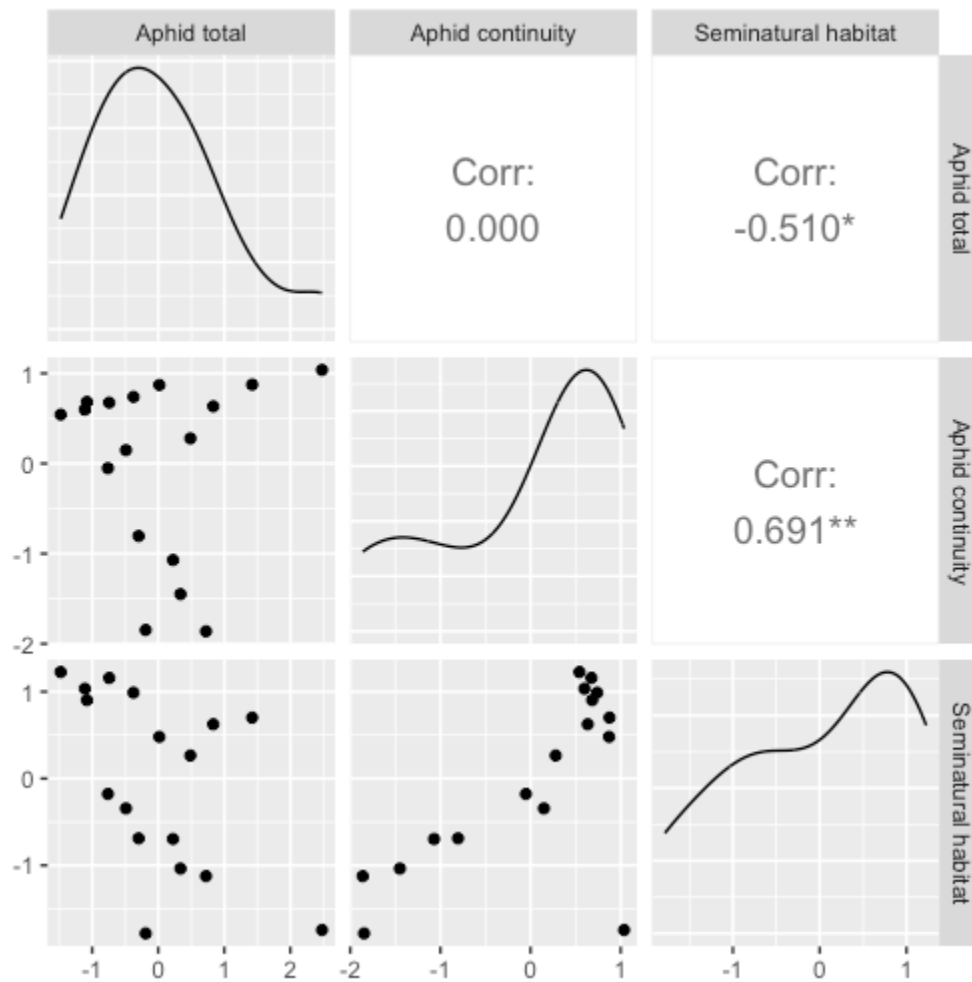 Aphid total Aphid continuity Seminatural habitat
Corr:
0.000
Corr:
-0.510*
Aphid total
1
0
-1
-2
Corr:
0.691**
Aphid continuity
1
0
-1
Seminatural habitat
-1 0 1 2 -2 -1 0 1 -1 0 1